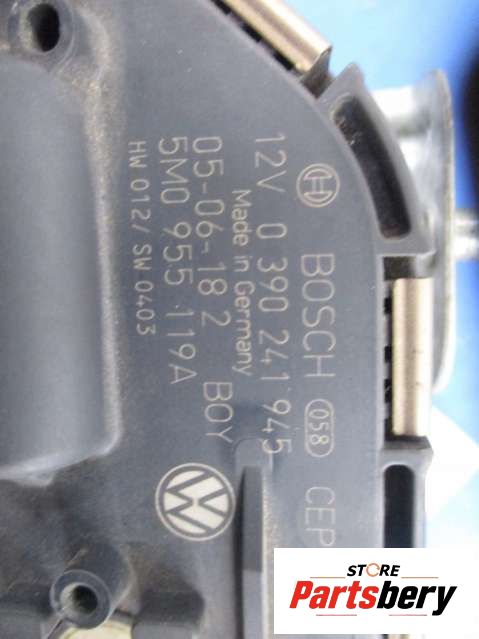 BOSCH 058 CEP
12V 0 390 241 945
Made in Germany
05-06-18 2 BOY
5M0 955 119A
HW 012/ SW 0403
STORE
Partsbery